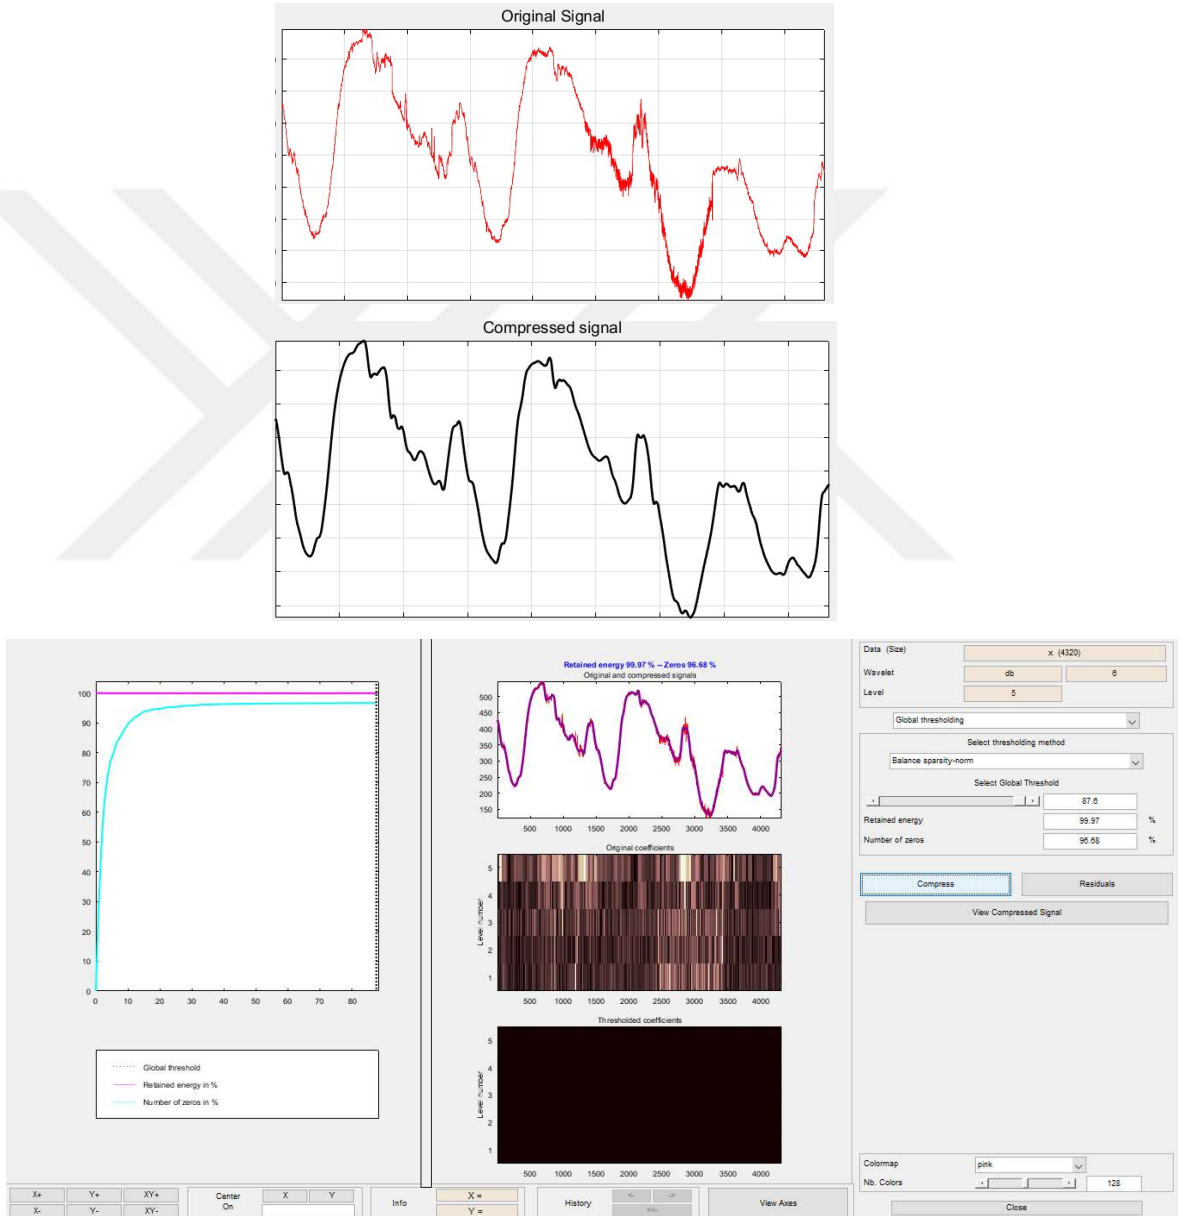 Original Signal
Compressed signal
100
90
80
70
60
50
40
30
20
10
0
0 10 20 30 40 50 60 70 80
Global threshold
Retained energy in %
Number of zeros in %
Retained energy 99.97 % -- Zeros 96.68 %
Original and compressed signals
500
450
400
350
300
250
200
150
500 1000 1500 2000 2500 3000 3500 4000
Original coefficients
Level number
5
4
3
2
1
500 1000 1500 2000 2500 3000 3500 4000
Thresholded coefficients
Level number
5
4
3
2
1
500 1000 1500 2000 2500 3000 3500 4000
Data (Size) x (4320)
Wavelet db 6
Level 5
Global thresholding
Select thresholding method
Balance sparsity-norm
Select Global Threshold
87.6
Retained energy 99.97 %
Number of zeros 96.68 %
Compress Residuals
View Compressed Signal
Colormap pink
Nb. Colors 128
Close
X+ Y+ XY+
X- Y- XY-
Center On X Y
Info X =
Y =
History <- ->
<<-
View Axes